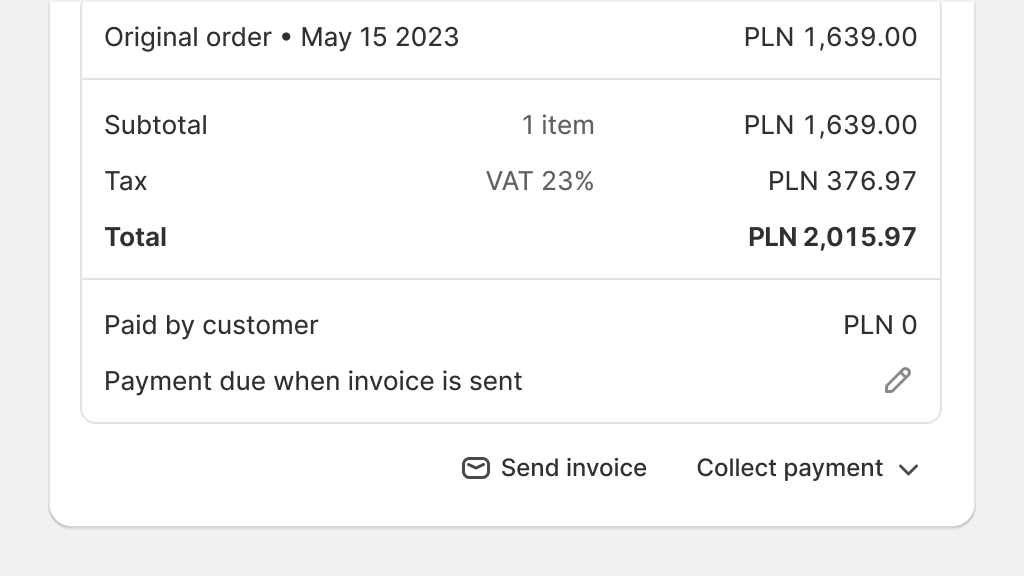 Original order • May 15 2023 PLN 1,639.00
Subtotal 1 item PLN 1,639.00
Tax VAT 23% PLN 376.97
Total PLN 2,015.97
Paid by customer PLN 0
Payment due when invoice is sent
Send invoice Collect payment